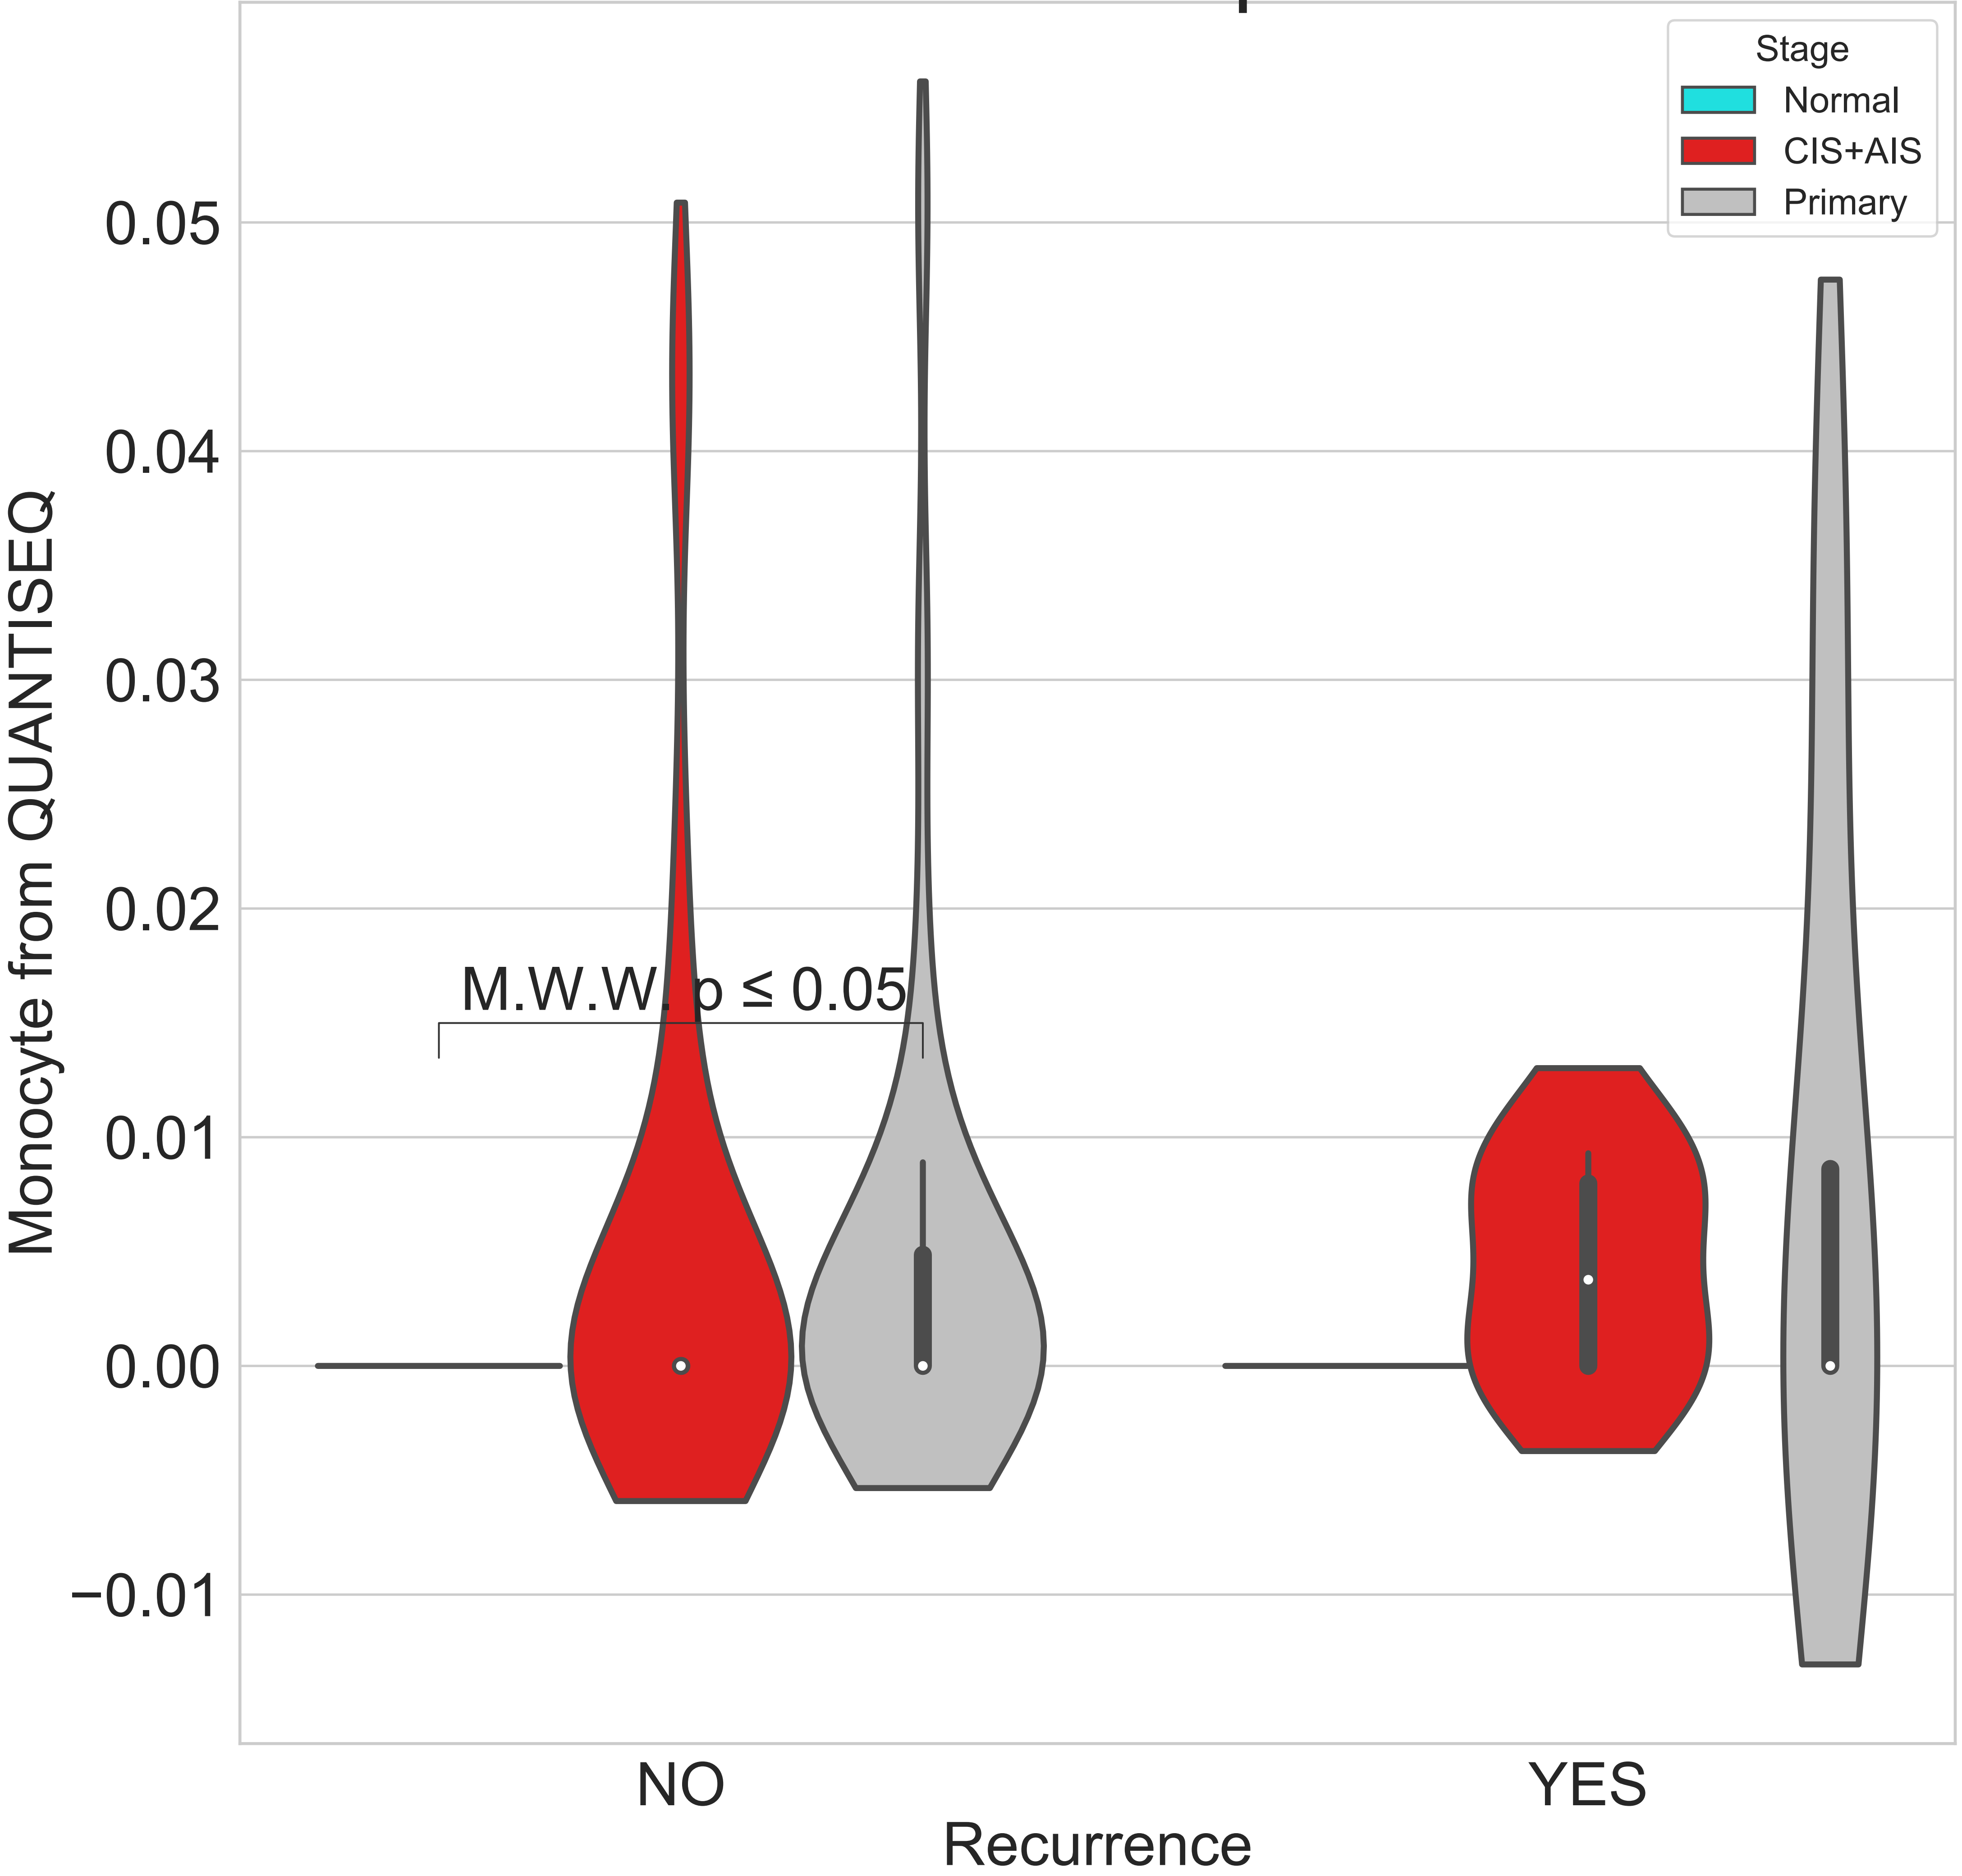 Stage
Normal
CIS+AIS
Primary
0.05
0.04
0.03
0.02
0.01
0.00
−0.01
Monocyte from QUANTISEQ
M.W.W. p ≤ 0.05
NO
YES
Recurrence